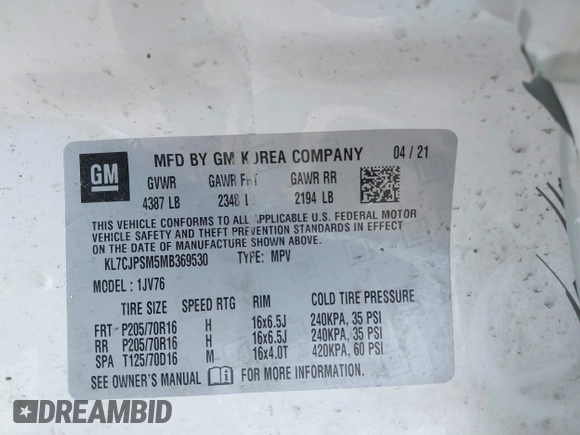 GM
MFD BY GM KOREA COMPANY 04 / 21
GVWR GAWR FRT GAWR RR
4387 LB 2348 LB 2194 LB
THIS VEHICLE CONFORMS TO ALL APPLICABLE U.S. FEDERAL MOTOR
VEHICLE SAFETY AND THEFT PREVENTION STANDARDS IN EFFECT
ON THE DATE OF MANUFACTURE SHOWN ABOVE.
KL7CJPSM5MB369530 TYPE: MPV
MODEL : 1JV76
SPEED RTG RIM COLD TIRE PRESSURE
FRT- P205/70R16 H 16x6.5J 240KPA, 35 PSI
RR P205/70R16 H 16x6.5J 240KPA, 35 PSI
SPA T125/70D16 M 16x4.0T 420KPA, 60 PSI
SEE OWNER'S MANUAL FOR MORE INFORMATION.
DREAMBID